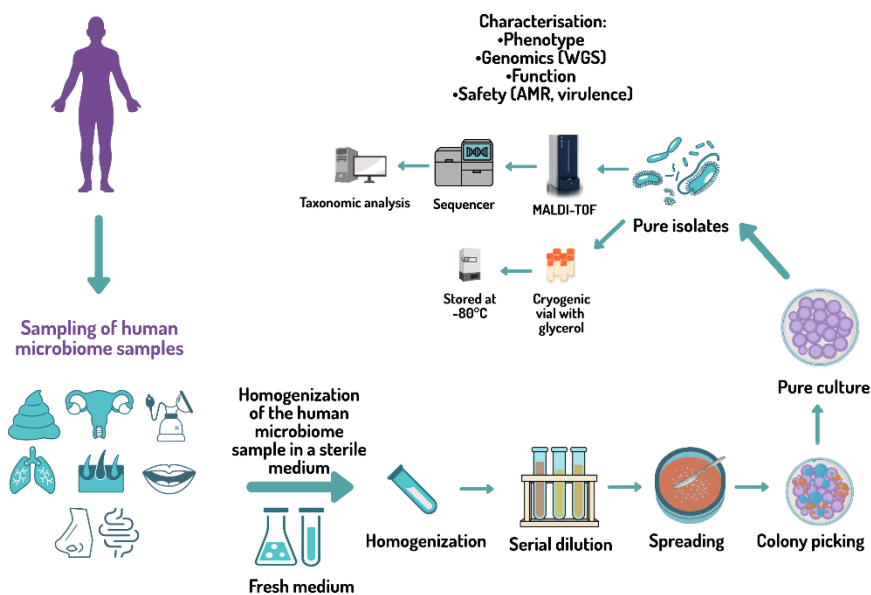 Characterisation:
•Phenotype
•Genomics (WGS)
•Function
•Safety (AMR, virulence)
Taxonomic analysis
Sequencer
MALDI-TOF
Pure isolates
Stored at
-80°C
Cryogenic
vial with
glycerol
Sampling of human
microbiome samples
Pure culture
Homogenization
of the human
microbiome
sample in a sterile
medium
Fresh medium
Homogenization
Serial dilution
Spreading
Colony picking